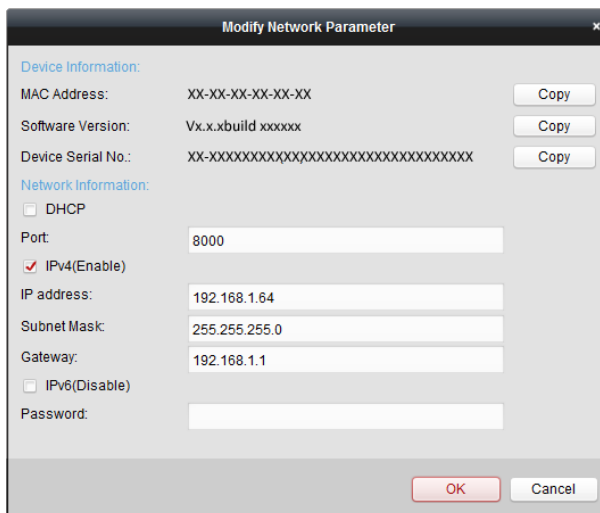 Modify Network Parameter ×
Device Information:
MAC Address: XX-XX-XX-XX-XX-XX Copy
Software Version: Vx.x.xbuild xxxxxx Copy
Device Serial No.: XX-XXXXXXXXXXXXXXXXXXXXXXXXXXXXXXXX Copy
Network Information:
DHCP
Port: 8000
IPv4(Enable)
IP address: 192.168.1.64
Subnet Mask: 255.255.255.0
Gateway: 192.168.1.1
IPv6(Disable)
Password:
OK Cancel